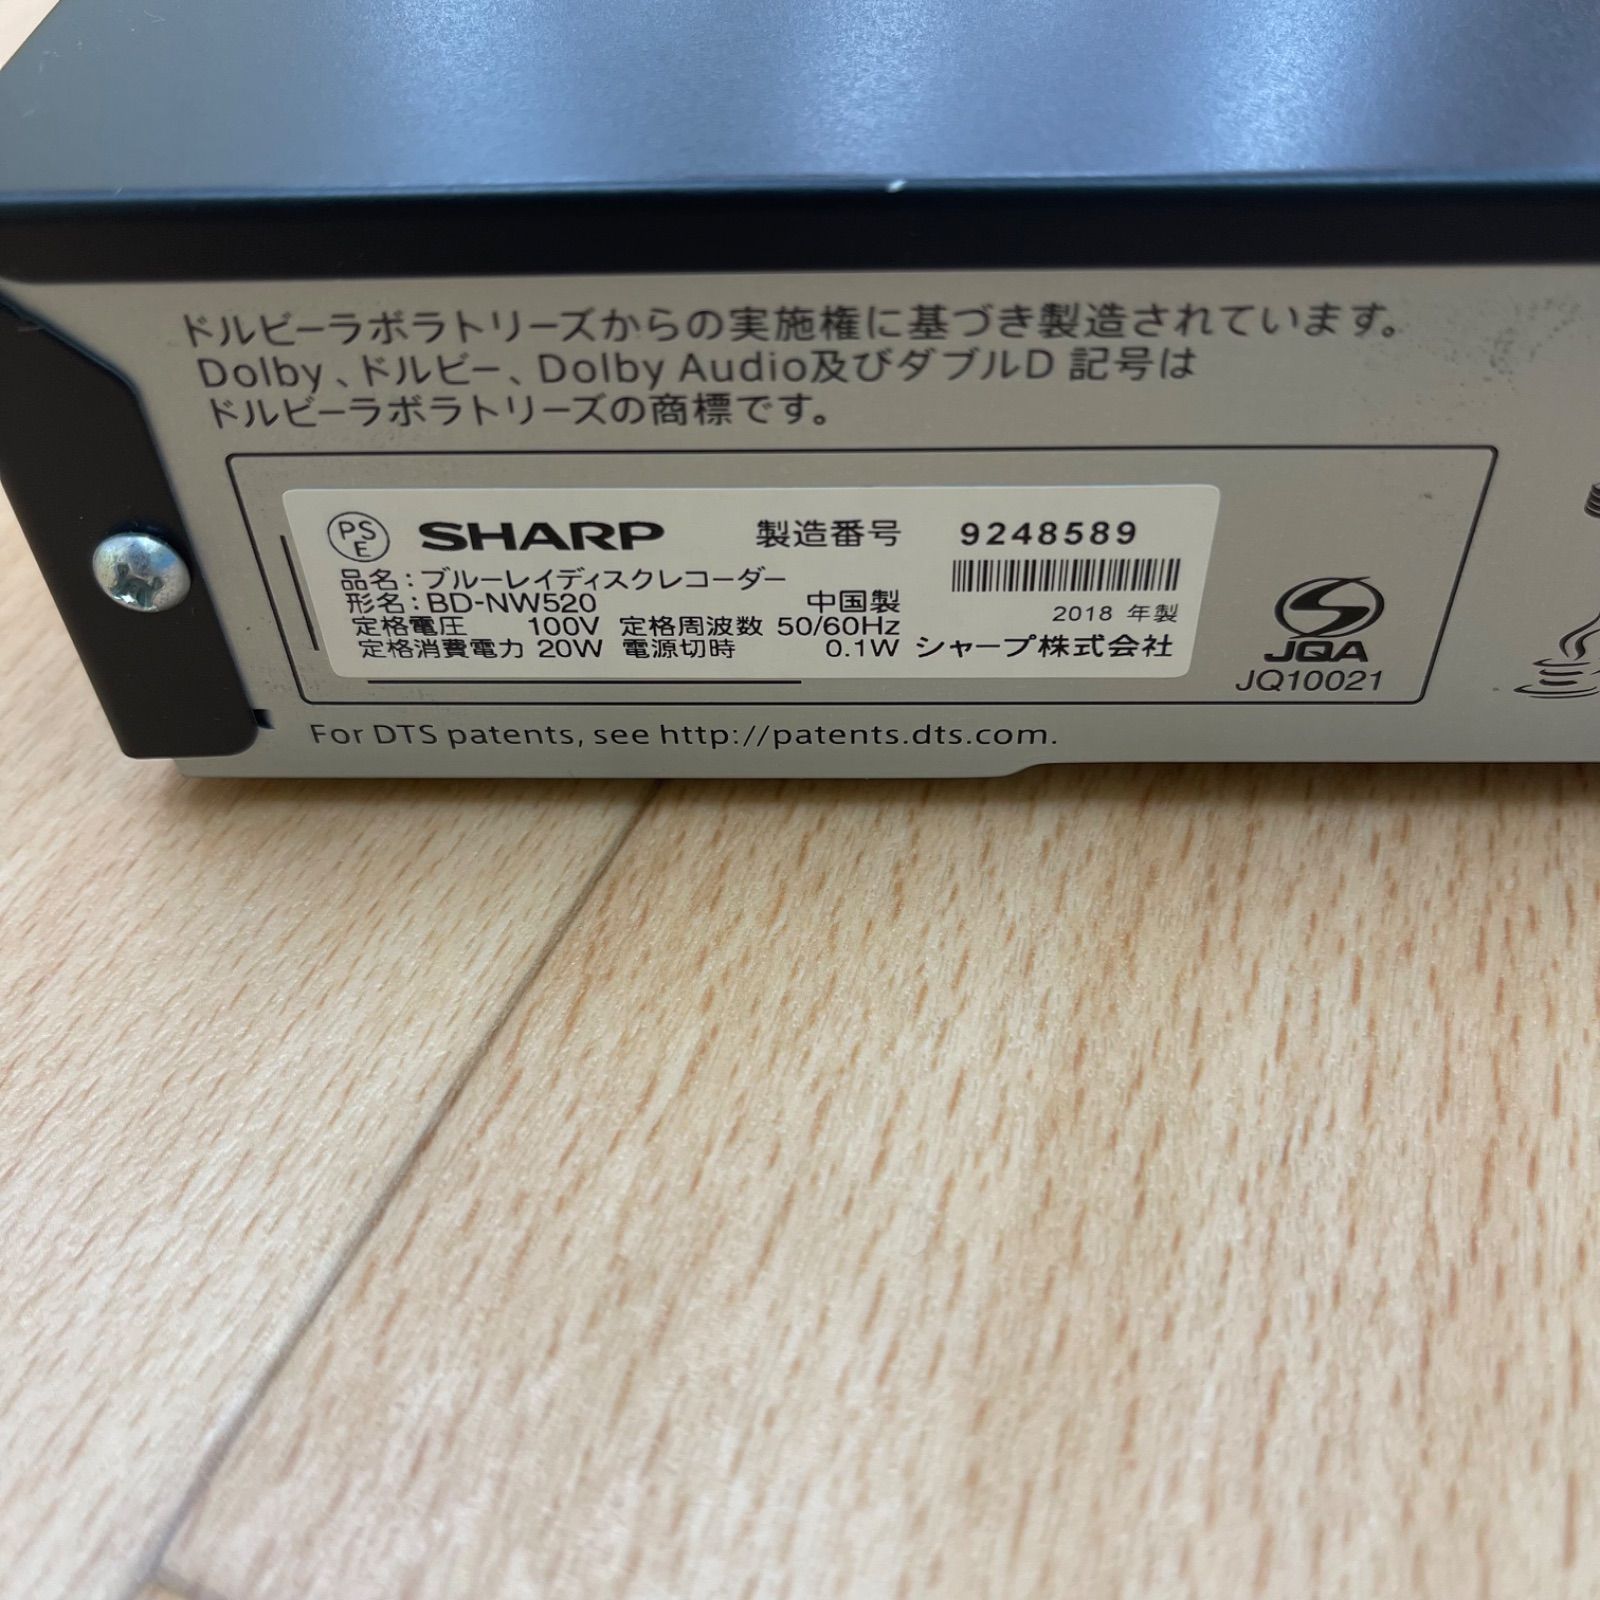 ドルビーラボラトリーズからの実施権に基づき製造されています。
Dolby、ドルビー、Dolby Audio及びダブルD 記号は
ドルビーラボラトリーズの商標です。
PS
E
SHARP 製造番号 9248589
品名:ブルーレイディスクレコーダー
形名:BD-NW520 中国製 2018 年製
定格電圧 100V 定格周波数 50/60Hz
定格消費電力 20W 電源切時 0.1W シャープ株式会社
JQA
JQ10021
For DTS patents, see http://patents.dts.com.